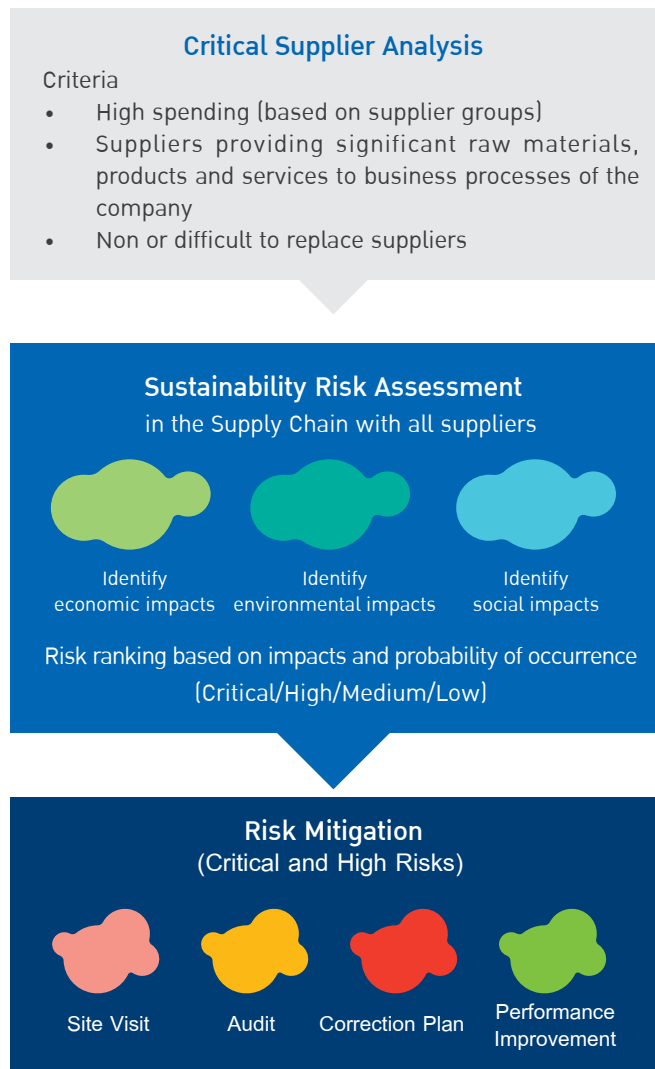 Critical Supplier Analysis
Criteria
• High spending (based on supplier groups)
• Suppliers providing significant raw materials,
products and services to business processes of the
company
• Non or difficult to replace suppliers
Sustainability Risk Assessment
in the Supply Chain with all suppliers
Identify
economic impacts
Identify
environmental impacts
Identify
social impacts
Risk ranking based on impacts and probability of occurrence
(Critical/High/Medium/Low)
Risk Mitigation
(Critical and High Risks)
Site Visit
Audit
Correction Plan
Performance
Improvement